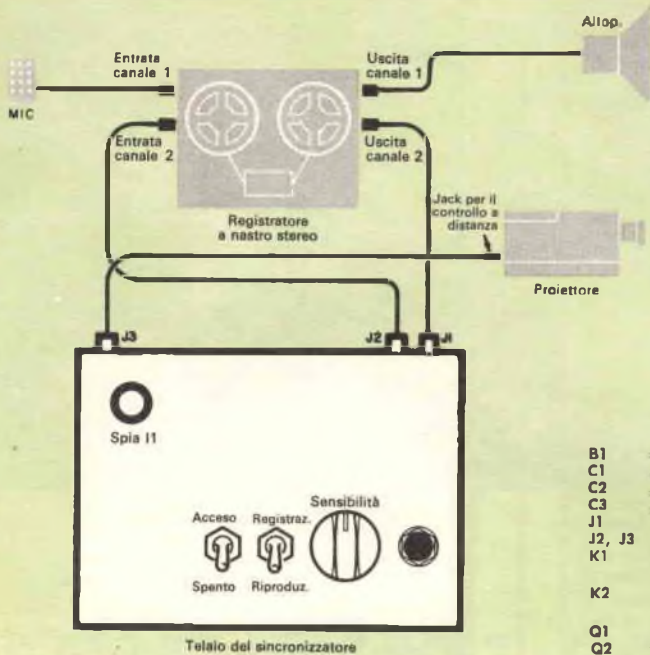 Altop.
Entrata
canale 1
Uscita
canale 1
MIC
Entrata
canale 2
Uscita
canale 2
Registratore
a nastro stereo
Jack per il
controllo a
distanza
Proiettore
J3
J2
J1
Spia I1
Sensibilità
Acceso
Registraz.
Spento
Riproduz.
Telaio del sincronizzatore
B1
C1
C2
C3
J1
J2, J3
K1
K2
Q1
Q2